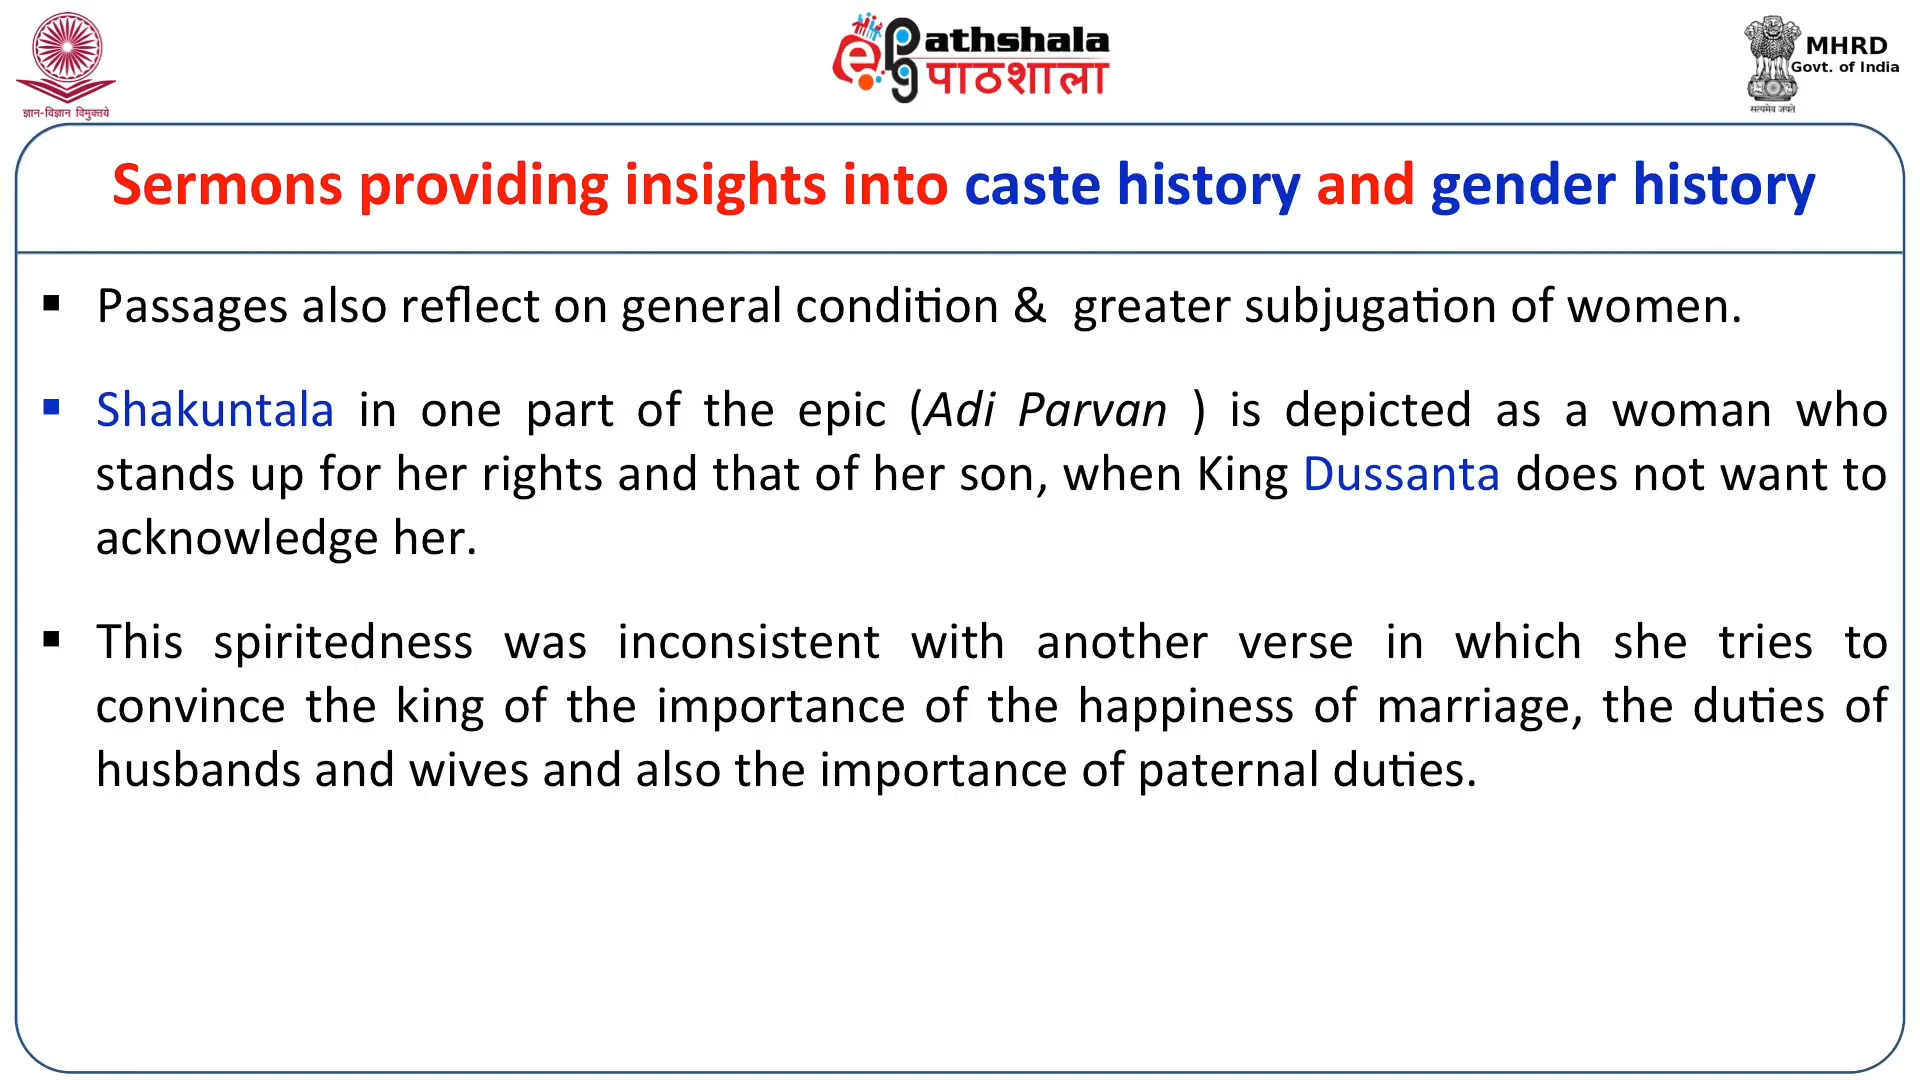 ज्ञान-विज्ञान विमुक्तये
ePathshala
पाठशाला
MHRD
Govt. of India
सत्यमेव जयते
Sermons providing insights into caste history and gender history
▪ Passages also reflect on general condition &  greater subjugation of women.
▪ Shakuntala in one part of the epic (Adi Parvan ) is depicted as a woman who
stands up for her rights and that of her son, when King Dussanta does not want to
acknowledge her.
▪ This spiritedness was inconsistent with another verse in which she tries to
convince the king of the importance of the happiness of marriage, the duties of
husbands and wives and also the importance of paternal duties.